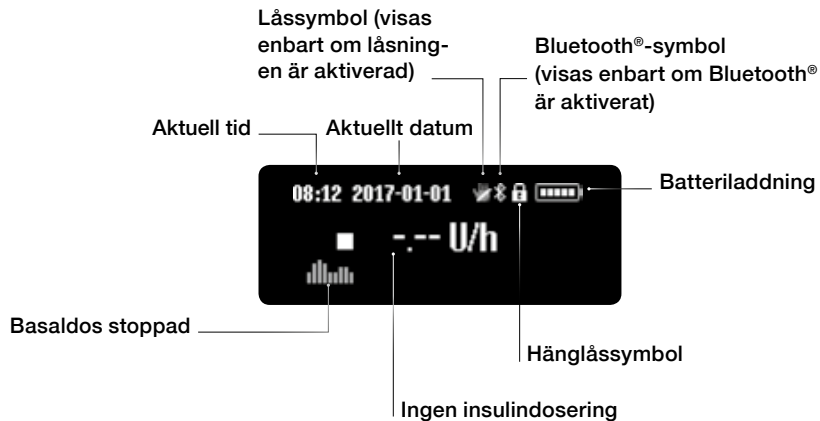 Låssymbol (visas
enbart om låsning-
en är aktiverad)
Bluetooth®-symbol
(visas enbart om Bluetooth®
är aktiverat)
Aktuell tid
Aktuellt datum
Batteriladdning
08:12 2017-01-01
-.-- U/h
Basaldos stoppad
Hänglåssymbol
Ingen insulindosering